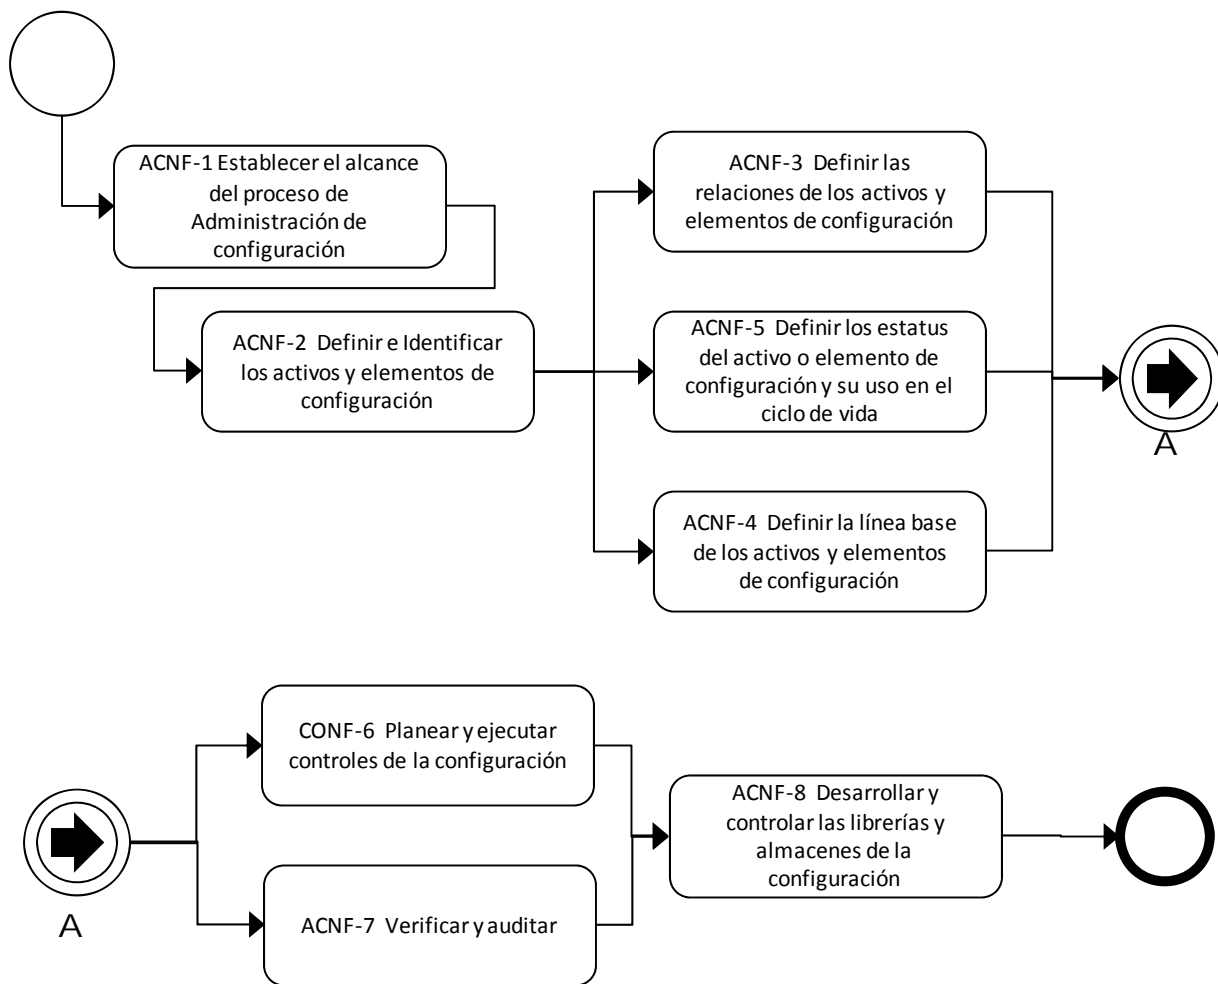 ACNF-1 Establecer el alcance
del proceso de
Administración de
configuración
ACNF-2 Definir e Identificar
los activos y elementos de
configuración
ACNF-3 Definir las
relaciones de los activos y
elementos de configuración
ACNF-5 Definir los estatus
del activo o elemento de
configuración y su uso en el
ciclo de vida
ACNF-4 Definir la línea base
de los activos y elementos
de configuración
A
A
CONF-6 Planear y ejecutar
controles de la configuración
ACNF-7 Verificar y auditar
ACNF-8 Desarrollar y
controlar las librerías y
almacenes de la
configuración